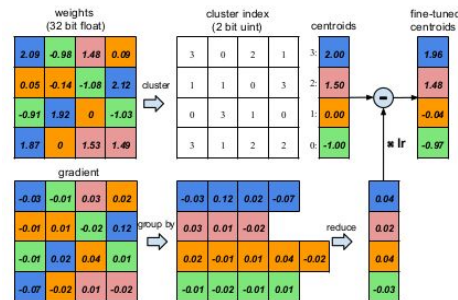 weights
(32 bit float)
cluster index
(2 bit uint)
centroids
fine-tuned
centroids
2.09 -0.98 1.48 0.09
0.05 -0.14 -1.08 2.12
-0.91 1.92 0 -1.03
1.87 0 1.53 1.49
cluster
3 0 2 1
1 1 0 3
0 3 1 0
3 1 2 2
3: 2.00
2: 1.50
1: 0.00
0: -1.00
1.96
1.48
-0.04
-0.97
lr
gradient
-0.03 -0.01 0.03 0.02
-0.01 0.01 -0.02 0.12
-0.01 0.02 0.04 0.01
-0.07 -0.02 0.01 -0.02
group by
-0.03 0.12 0.02 -0.07
0.03 0.01 -0.02
0.02 -0.01 0.01 0.04 -0.02
-0.01 -0.02 -0.01 0.01
reduce
0.04
0.02
0.04
-0.03